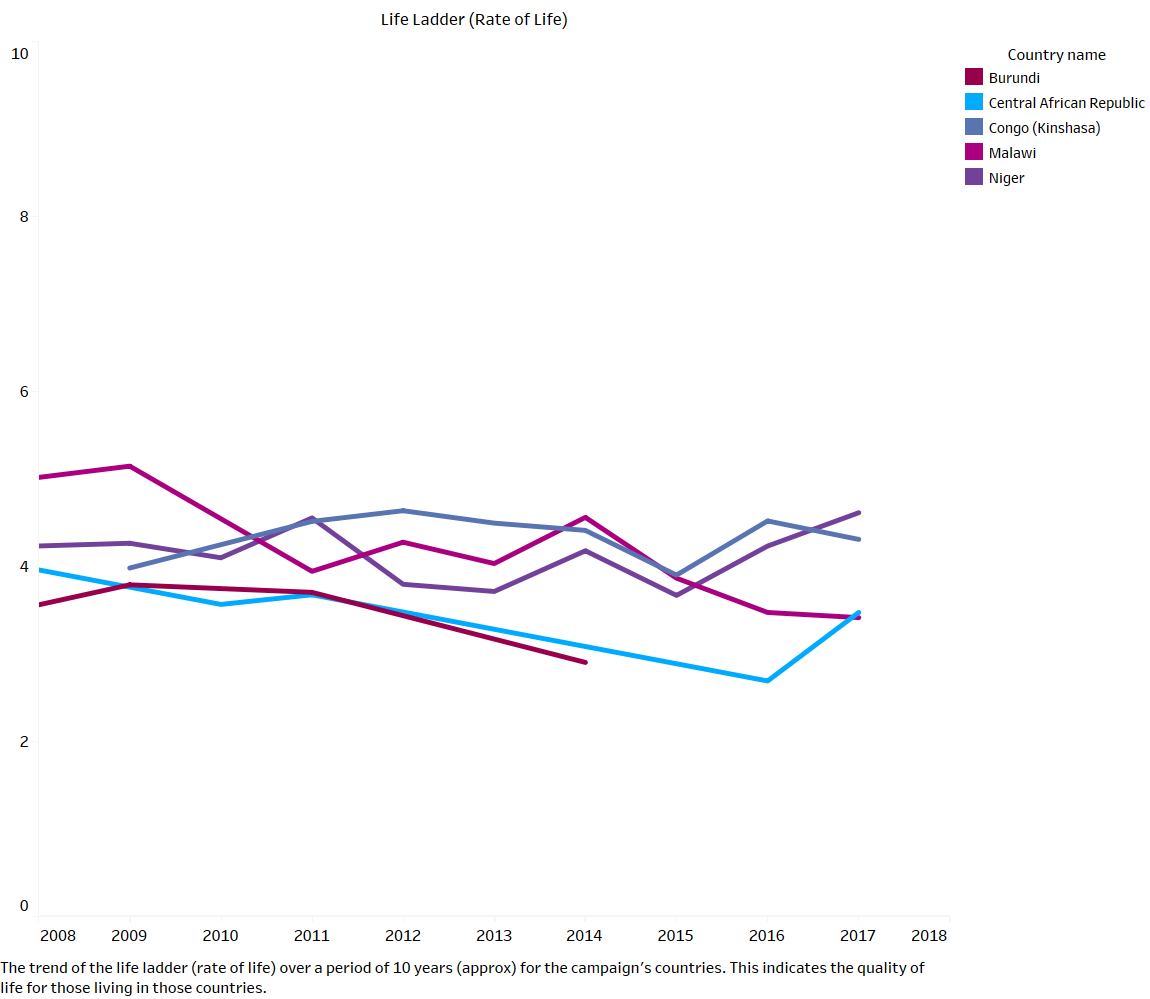 Life Ladder (Rate of Life)
10
8
6
4
2
0
2008 2009 2010 2011 2012 2013 2014 2015 2016 2017 2018
Country name
Burundi
Central African Republic
Congo (Kinshasa)
Malawi
Niger
The trend of the life ladder (rate of life) over a period of 10 years (approx) for the campaign's countries. This indicates the quality of
life for those living in those countries.